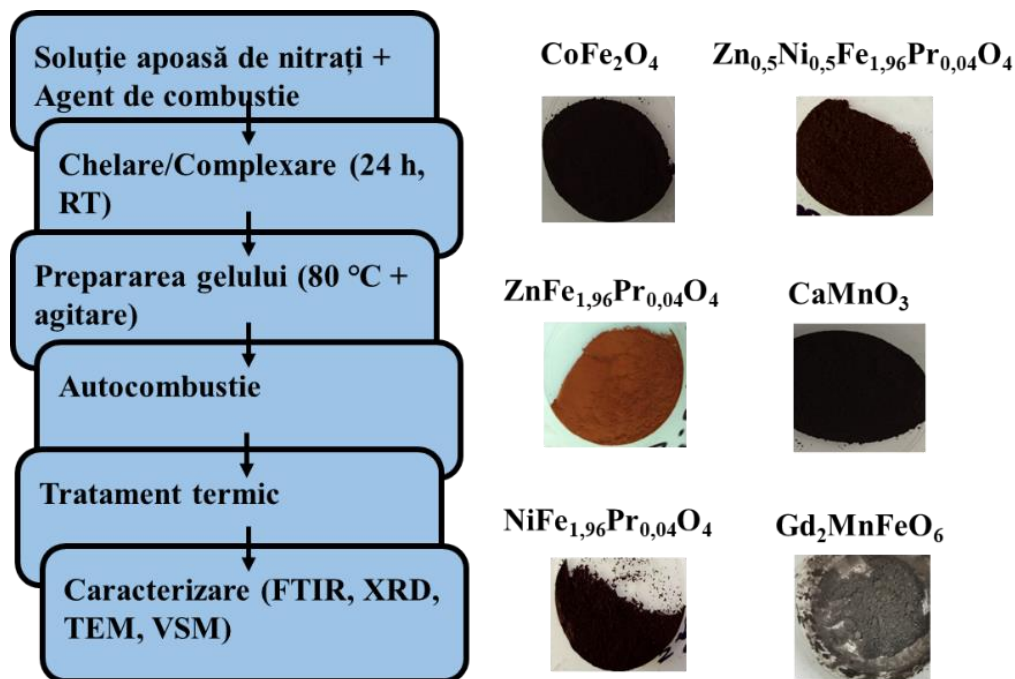 Soluție apoasă de nitrați +
Agent de combustie
Chelare/Complexare (24 h,
RT)
Prepararea gelului (80 °C +
agitare)
Autocombustie
Tratament termic
Caracterizare (FTIR, XRD,
TEM, VSM)
CoFe₂O₄
Zn₀,₅Ni₀,₅Fe₁,₉₆Pr₀,₀₄O₄
ZnFe₁,₉₆Pr₀,₀₄O₄
CaMnO₃
NiFe₁,₉₆Pr₀,₀₄O₄
Gd₂MnFeO₆